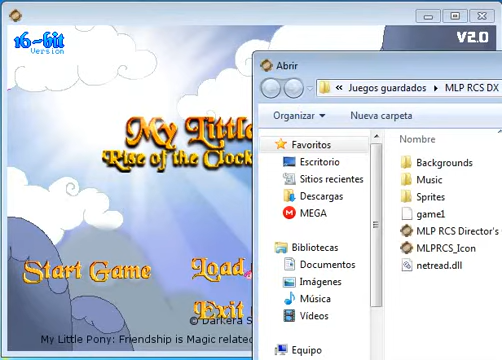 16-bit
Version
V2.0
My Little
Rise of the Clock
Start Game
Load
Exit
© Darkera S
My Little Pony: Friendship is Magic related
Abrir
« Juegos guardados ▸ MLP RCS DX
Organizar Nueva carpeta
Favoritos
Escritorio
Sitios recientes
Descargas
MEGA
Bibliotecas
Documentos
Imágenes
Música
Vídeos
Equipo
Nombre
Backgrounds
Music
Sprites
game1
MLP RCS Director's
MLPRCS_Icon
netread.dll